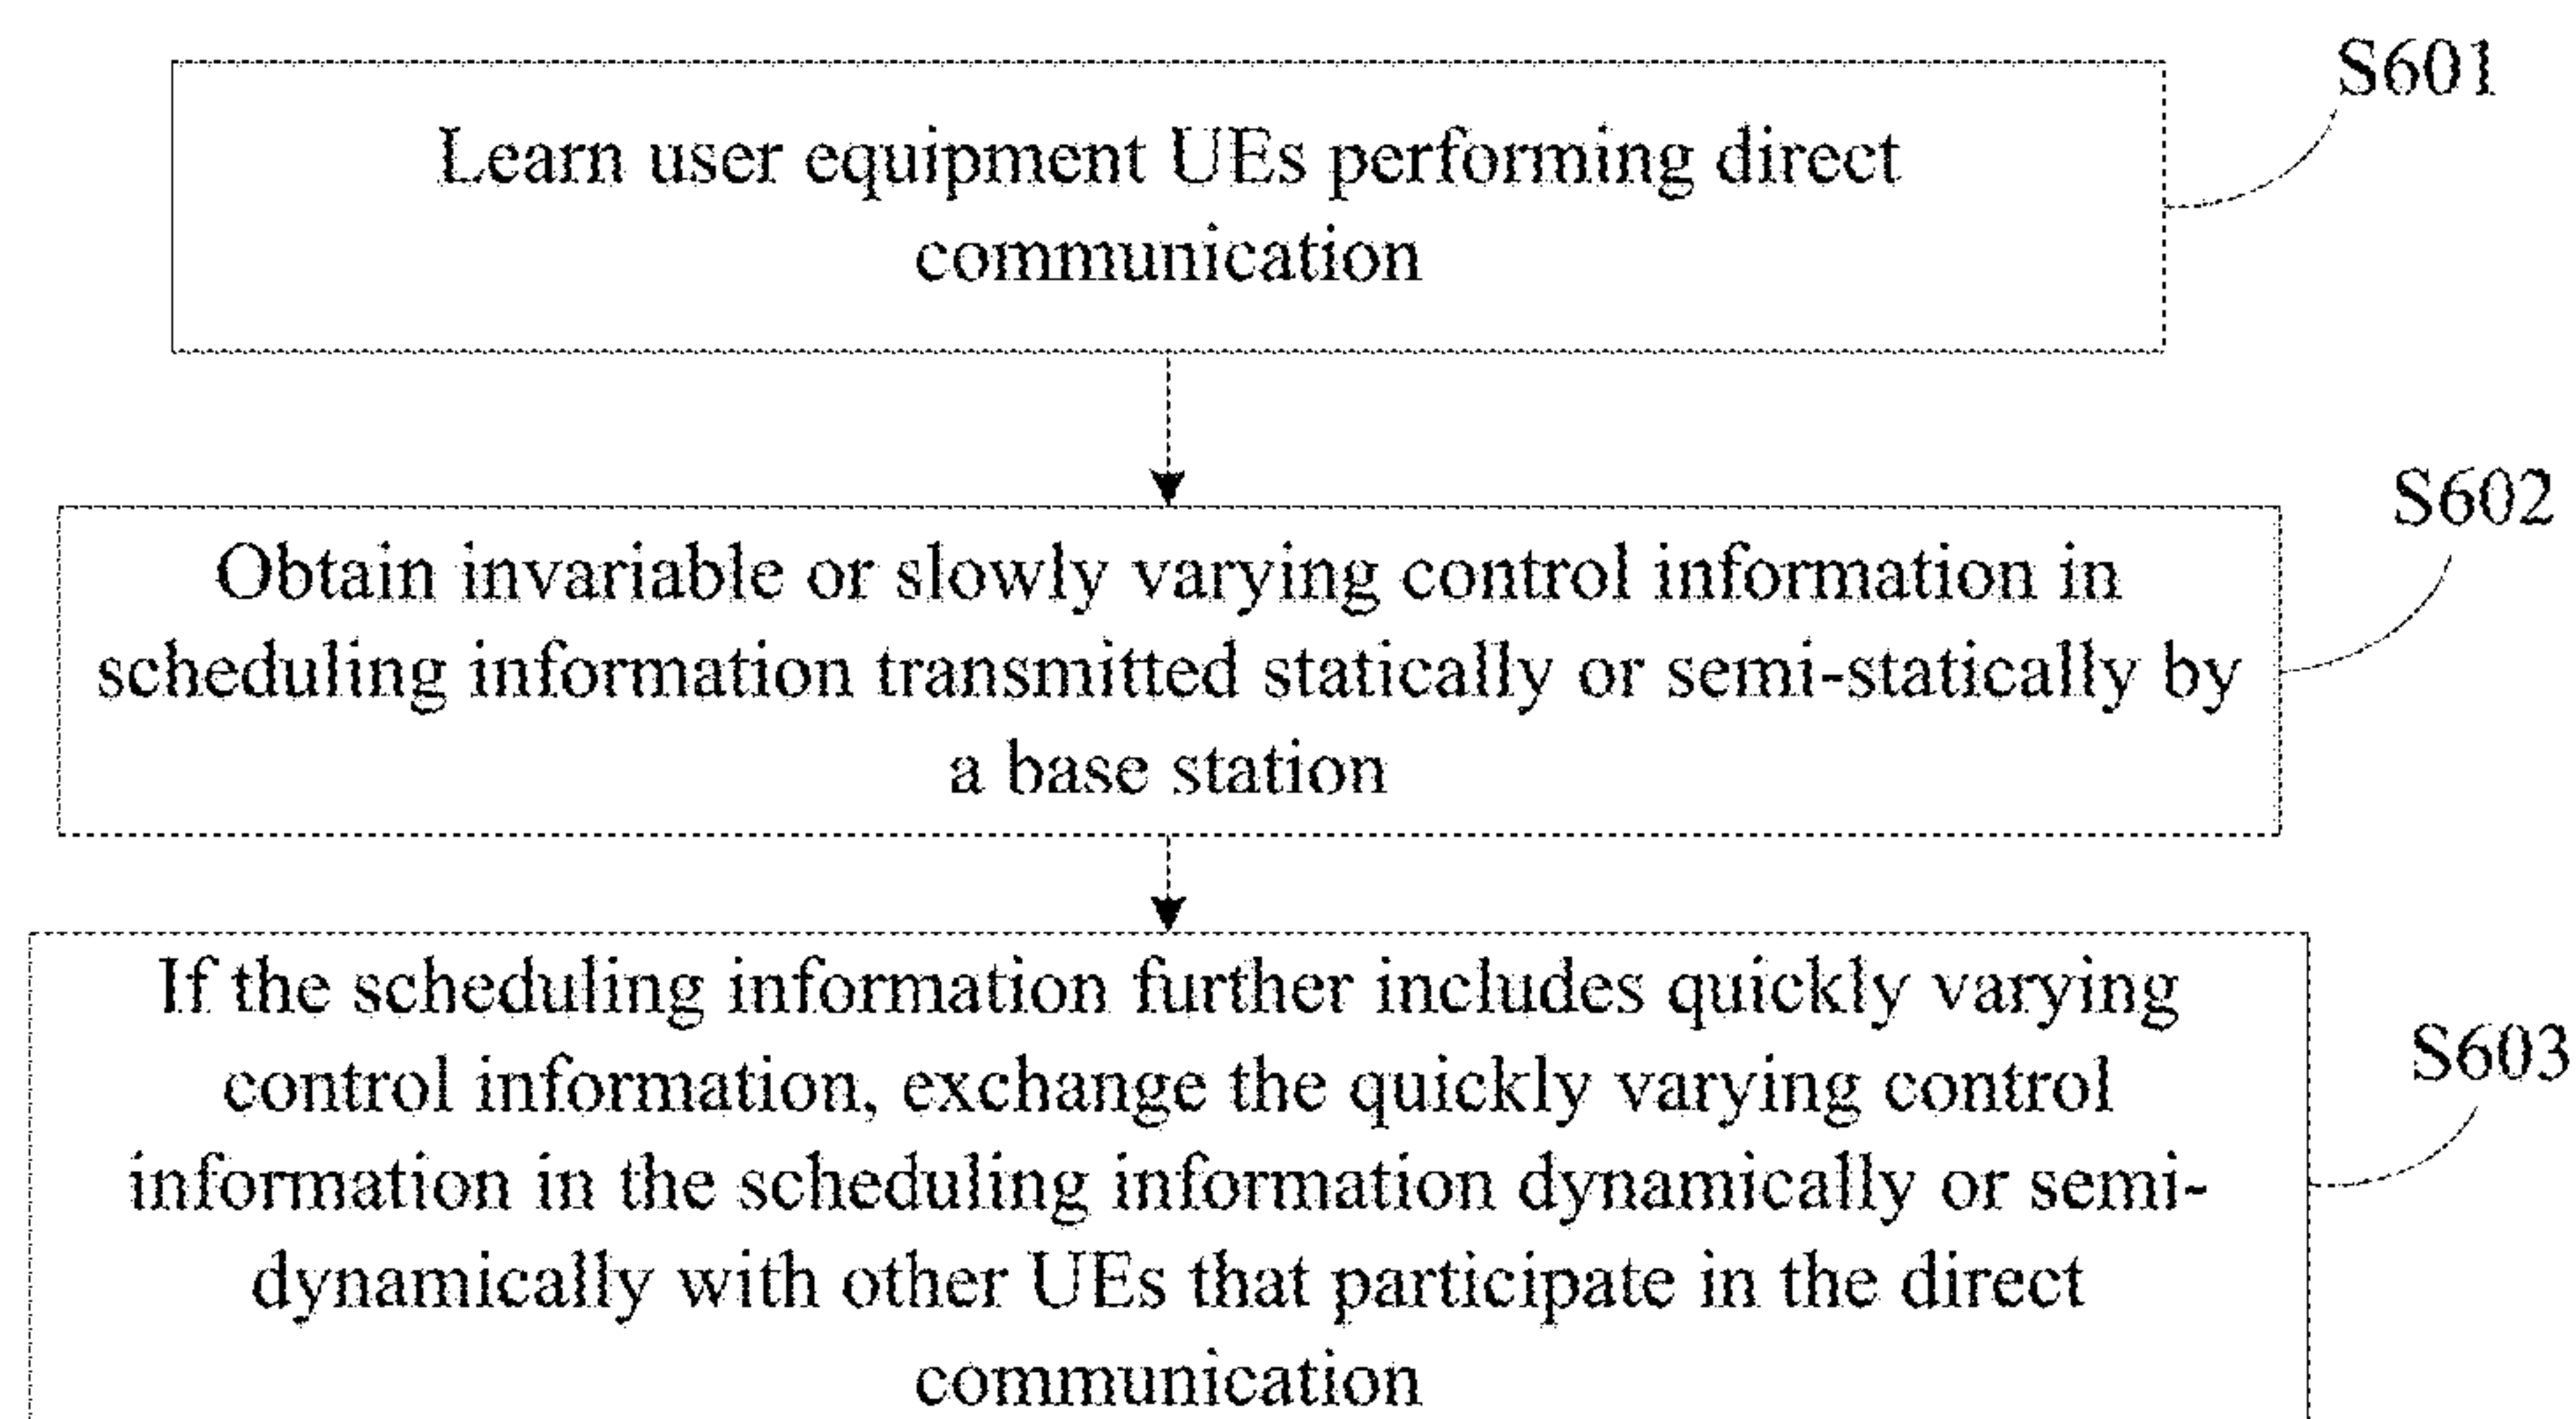 S601
Learn user equipment UEs performing direct
communication
S602
Obtain invariable or slowly varying control information in
scheduling information transmitted statically or semi-statically by
a base station
S603
If the scheduling information further includes quickly varying
control information, exchange the quickly varying control
information in the scheduling information dynamically or semi-
dynamically with other UEs that participate in the direct
communication